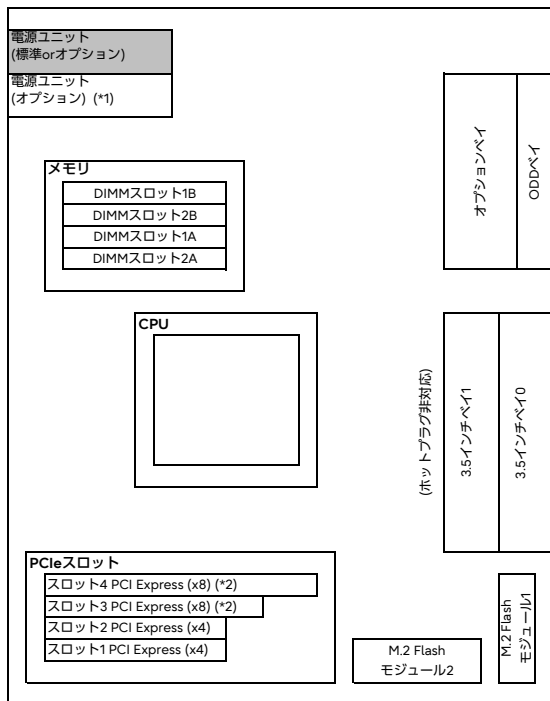 電源ユニット
(標準orオプション)
電源ユニット
(オプション) (*1)
メモリ
DIMMスロット1B
DIMMスロット2B
DIMMスロット1A
DIMMスロット2A
オプションベイ
ODDベイ
CPU
(ホットプラグ非対応)
3.5インチベイ1
3.5インチベイ0
PCIeスロット
スロット4 PCI Express (x8) (*2)
スロット3 PCI Express (x8) (*2)
スロット2 PCI Express (x4)
スロット1 PCI Express (x4)
M.2 Flash
モジュール2
M.2 Flash
モジュール1